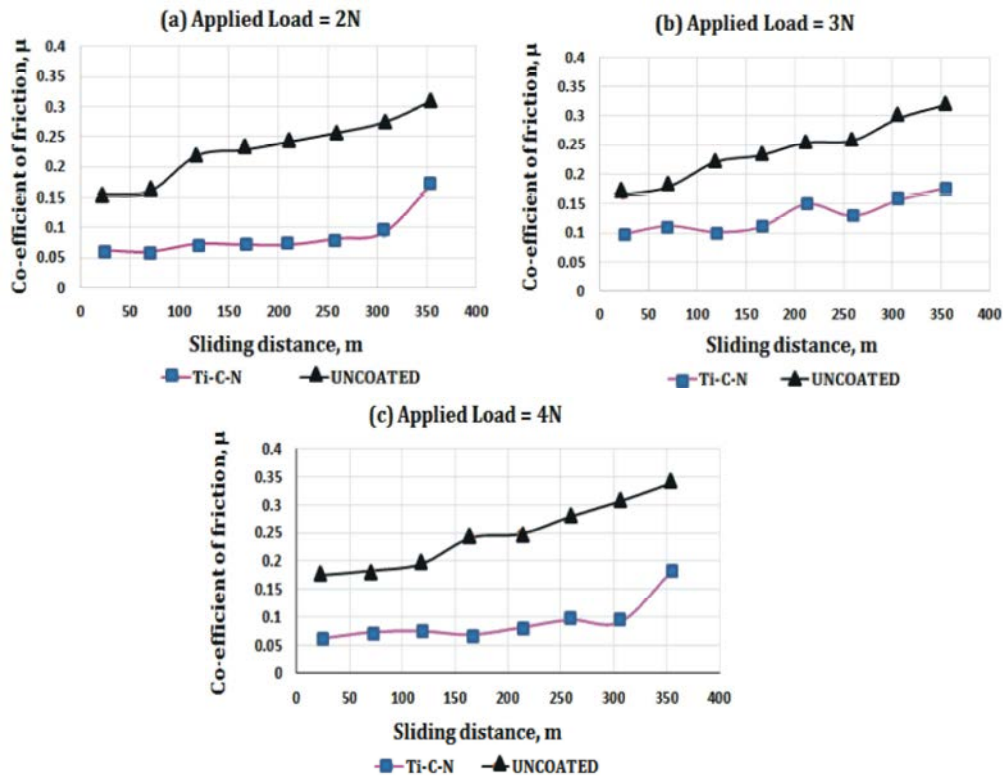 (a) Applied Load = 2N
Co-efficient of friction, μ
0.4
0.35
0.3
0.25
0.2
0.15
0.1
0.05
0
0 50 100 150 200 250 300 350 400
Sliding distance, m
Ti-C-N UNCOATED
(b) Applied Load = 3N
Co-efficient of friction, μ
0.4
0.35
0.3
0.25
0.2
0.15
0.1
0.05
0
0 50 100 150 200 250 300 350 400
Sliding distance, m
Ti-C-N UNCOATED
(c) Applied Load = 4N
Co-efficient of friction, μ
0.4
0.35
0.3
0.25
0.2
0.15
0.1
0.05
0
0 50 100 150 200 250 300 350 400
Sliding distance, m
Ti-C-N UNCOATED